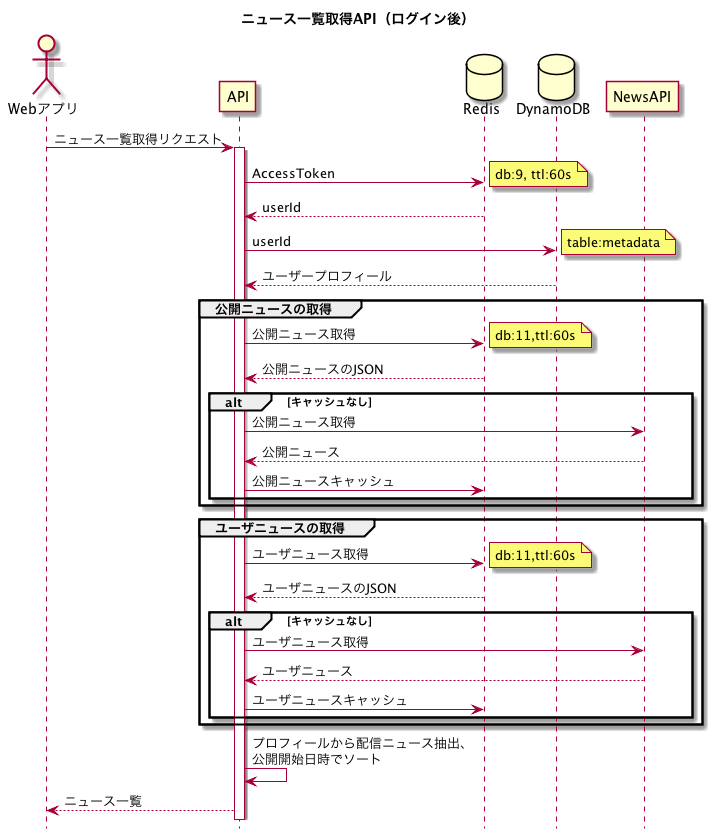 ニュース一覧取得API（ログイン後）
Webアプリ
API
Redis
DynamoDB
NewsAPI
ニュース一覧取得リクエスト
AccessToken
db:9, ttl:60s
userId
userId
table:metadata
ユーザープロフィール
公開ニュースの取得
公開ニュース取得
db:11,ttl:60s
公開ニュースのJSON
alt
[キャッシュなし]
公開ニュース取得
公開ニュース
公開ニュースキャッシュ
ユーザニュースの取得
ユーザニュース取得
db:11,ttl:60s
ユーザニュースのJSON
alt
[キャッシュなし]
ユーザニュース取得
ユーザニュース
ユーザニュースキャッシュ
プロフィールから配信ニュース抽出、
公開開始日時でソート
ニュース一覧